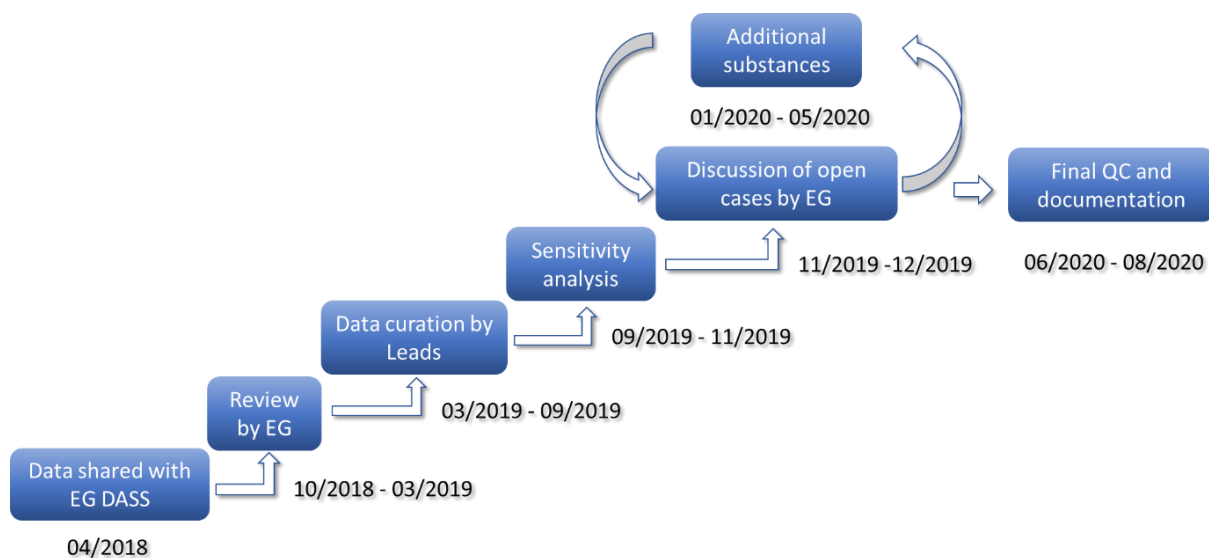 Additional
substances
01/2020 - 05/2020
Discussion of open
cases by EG
Final QC and
documentation
Sensitivity
analysis
11/2019 -12/2019
06/2020 - 08/2020
Data curation by
Leads
09/2019 - 11/2019
Review
by EG
03/2019 - 09/2019
Data shared with
EG DASS
10/2018 - 03/2019
04/2018